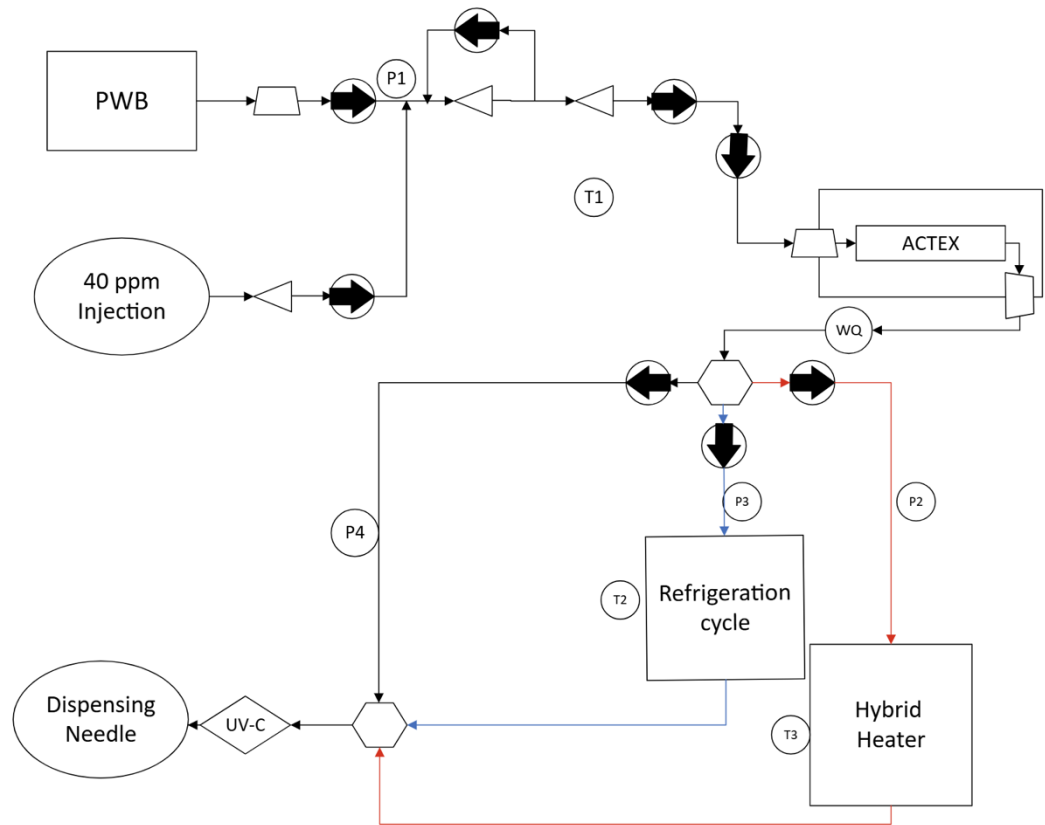 PWB
P1
T1
40 ppm
Injection
ACTEX
WQ
P4
P3
P2
T2
Refrigeration
cycle
Dispensing
Needle
UV-C
T3
Hybrid
Heater